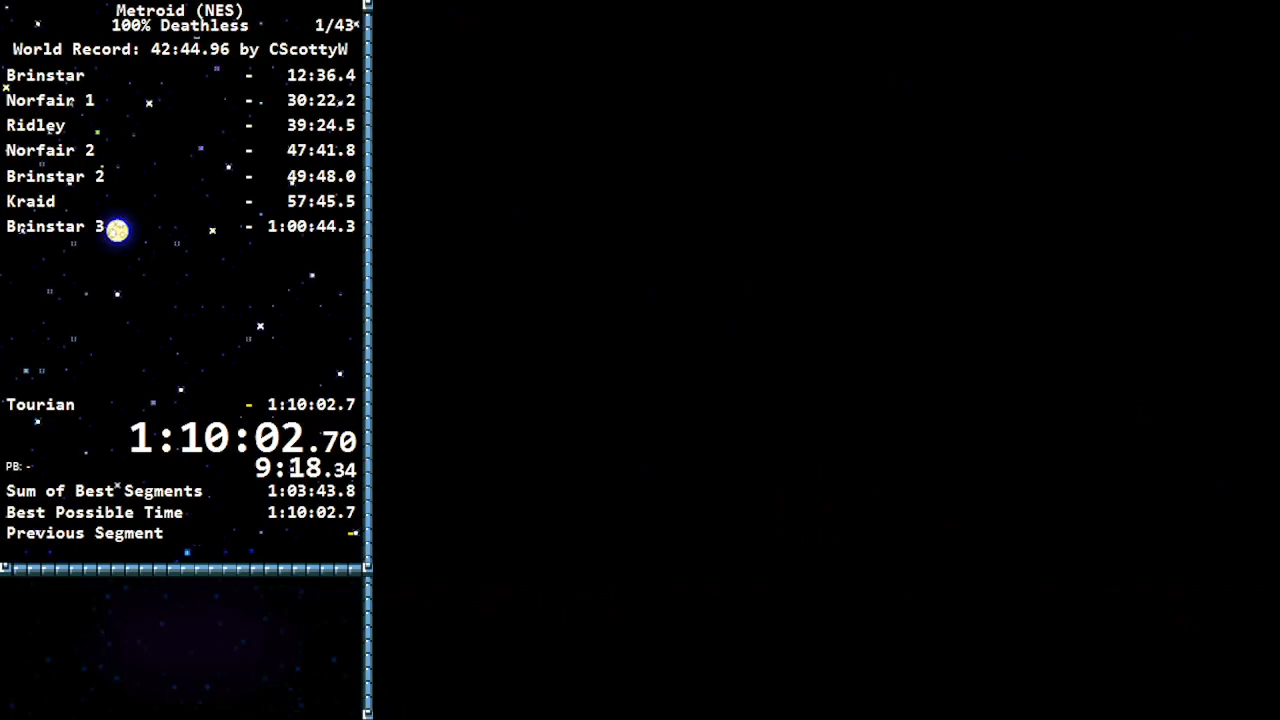 Metroid (NES)
100% Deathless 1/43
World Record: 42:44.96 by CScottyW
Brinstar - 12:36.4
Norfair 1 - 30:22.2
Ridley - 39:24.5
Norfair 2 - 47:41.8
Brinstar 2 - 49:48.0
Kraid - 57:45.5
Brinstar 3 - 1:00:44.3
Tourian - 1:10:02.7
1:10:02.70
PB: - 9:18.34
Sum of Best Segments 1:03:43.8
Best Possible Time 1:10:02.7
Previous Segment -